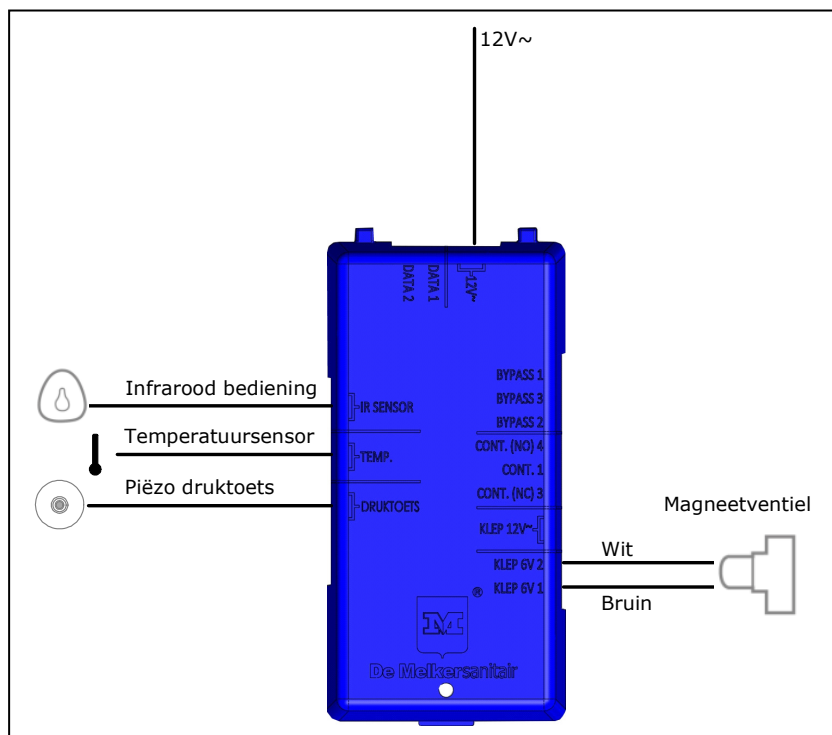 12V~
12V~
DATA 1
DATA 2
BYPASS 1
BYPASS 3
BYPASS 2
Infrarood bediening
IR SENSOR
Temperatuursensor
TEMP.
CONT. (NO) 4
CONT. 1
CONT. (NC) 3
Piëzo druktoets
DRUKTOETS
Magneetventiel
KLEP 12V~
Wit
KLEP 6V 2
KLEP 6V 1
Bruin
®
M
De Melkersanitair